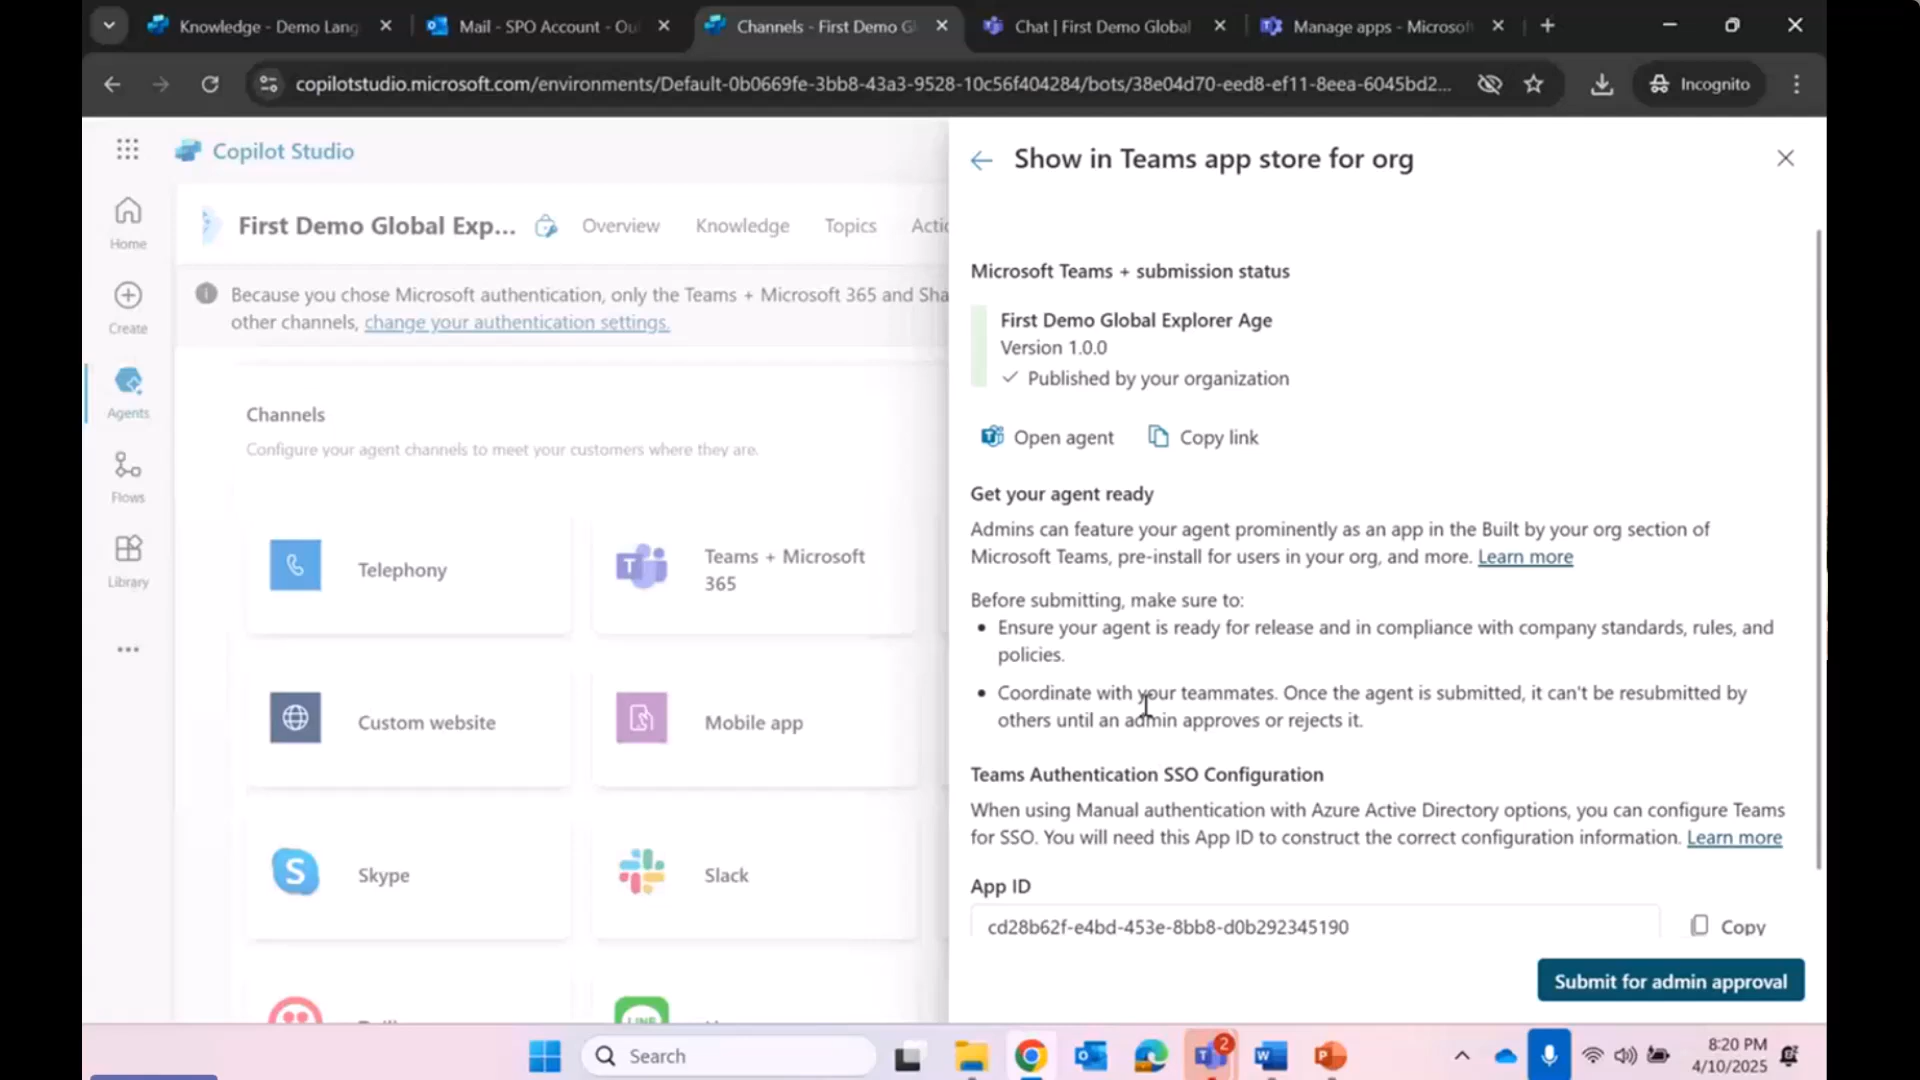 Knowledge - Demo Lang
Mail - SPO Account - Ou
Channels - First Demo G
Chat | First Demo Global
Manage apps - Microsof
copilotstudio.microsoft.com/environments/Default-0b0669fe-3bb8-43a3-9528-10c56f404284/bots/38e04d70-eed8-ef11-8eea-6045bd2...
Incognito
Copilot Studio
Home
Create
Agents
Flows
Library
First Demo Global Exp...
Overview
Knowledge
Topics
Actio
Because you chose Microsoft authentication, only the Teams + Microsoft 365 and Sha
other channels, change your authentication settings.
Channels
Configure your agent channels to meet your customers where they are.
Telephony
Teams + Microsoft
365
Custom website
Mobile app
Skype
Slack
LINE
Show in Teams app store for org
Microsoft Teams + submission status
First Demo Global Explorer Age
Version 1.0.0
Published by your organization
Open agent
Copy link
Get your agent ready
Admins can feature your agent prominently as an app in the Built by your org section of
Microsoft Teams, pre-install for users in your org, and more. Learn more
Before submitting, make sure to:
• Ensure your agent is ready for release and in compliance with company standards, rules, and
policies.
• Coordinate with your teammates. Once the agent is submitted, it can't be resubmitted by
others until an admin approves or rejects it.
Teams Authentication SSO Configuration
When using Manual authentication with Azure Active Directory options, you can configure Teams
for SSO. You will need this App ID to construct the correct configuration information. Learn more
App ID
cd28b62f-e4bd-453e-8bb8-d0b292345190
Copy
Submit for admin approval
Search
2
8:20 PM
4/10/2025